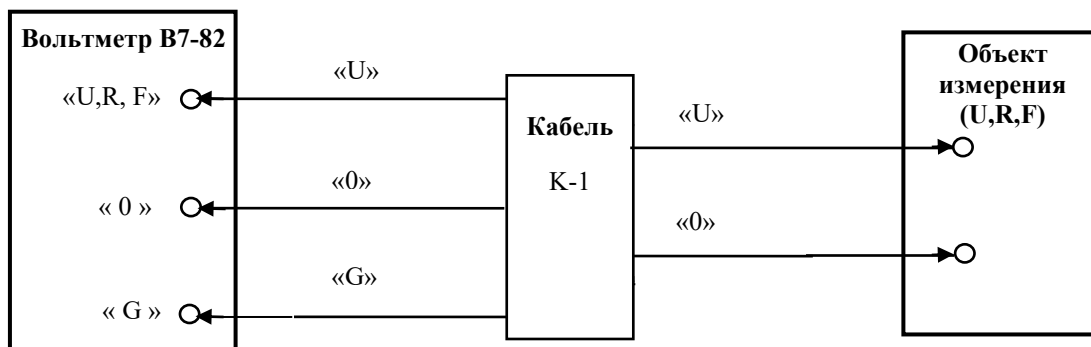 Вольтметр В7-82
«U,R, F»
« 0 »
« G »
«U»
«0»
«G»
Кабель
К-1
«U»
«0»
Объект
измерения
(U,R,F)